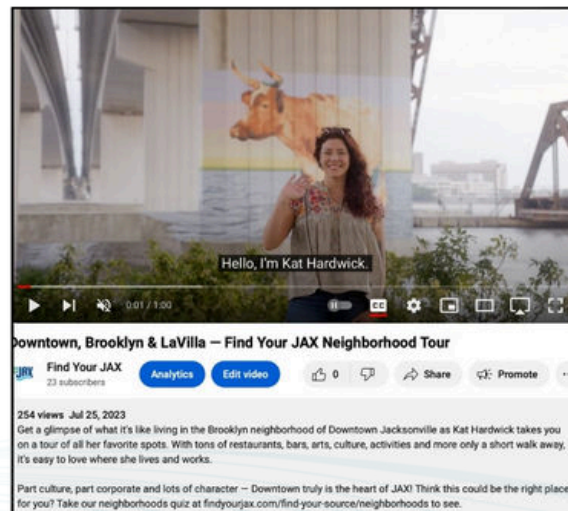 Hello, I'm Kat Hardwick.
0:01 / 1:00
CC
Downtown, Brooklyn & LaVilla — Find Your JAX Neighborhood Tour
JAX
Find Your JAX
23 subscribers
Analytics
Edit video
0
Share
Promote
254 views Jul 25, 2023
Get a glimpse of what it's like living in the Brooklyn neighborhood of Downtown Jacksonville as Kat Hardwick takes you
on a tour of all her favorite spots. With tons of restaurants, bars, arts, culture, activities and more only a short walk away,
it's easy to love where she lives and works.
Part culture, part corporate and lots of character — Downtown truly is the heart of JAX! Think this could be the right place
for you? Take our neighborhoods quiz at findyourjax.com/find-your-source/neighborhoods to see.